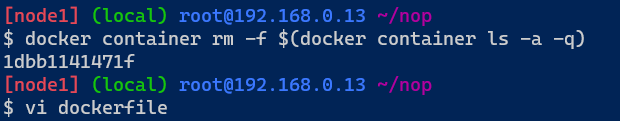 [node1] (local) root@192.168.0.13 ~/nop
$ docker container rm -f $(docker container ls -a -q)
1dbb1141471f
[node1] (local) root@192.168.0.13 ~/nop
$ vi dockerfile